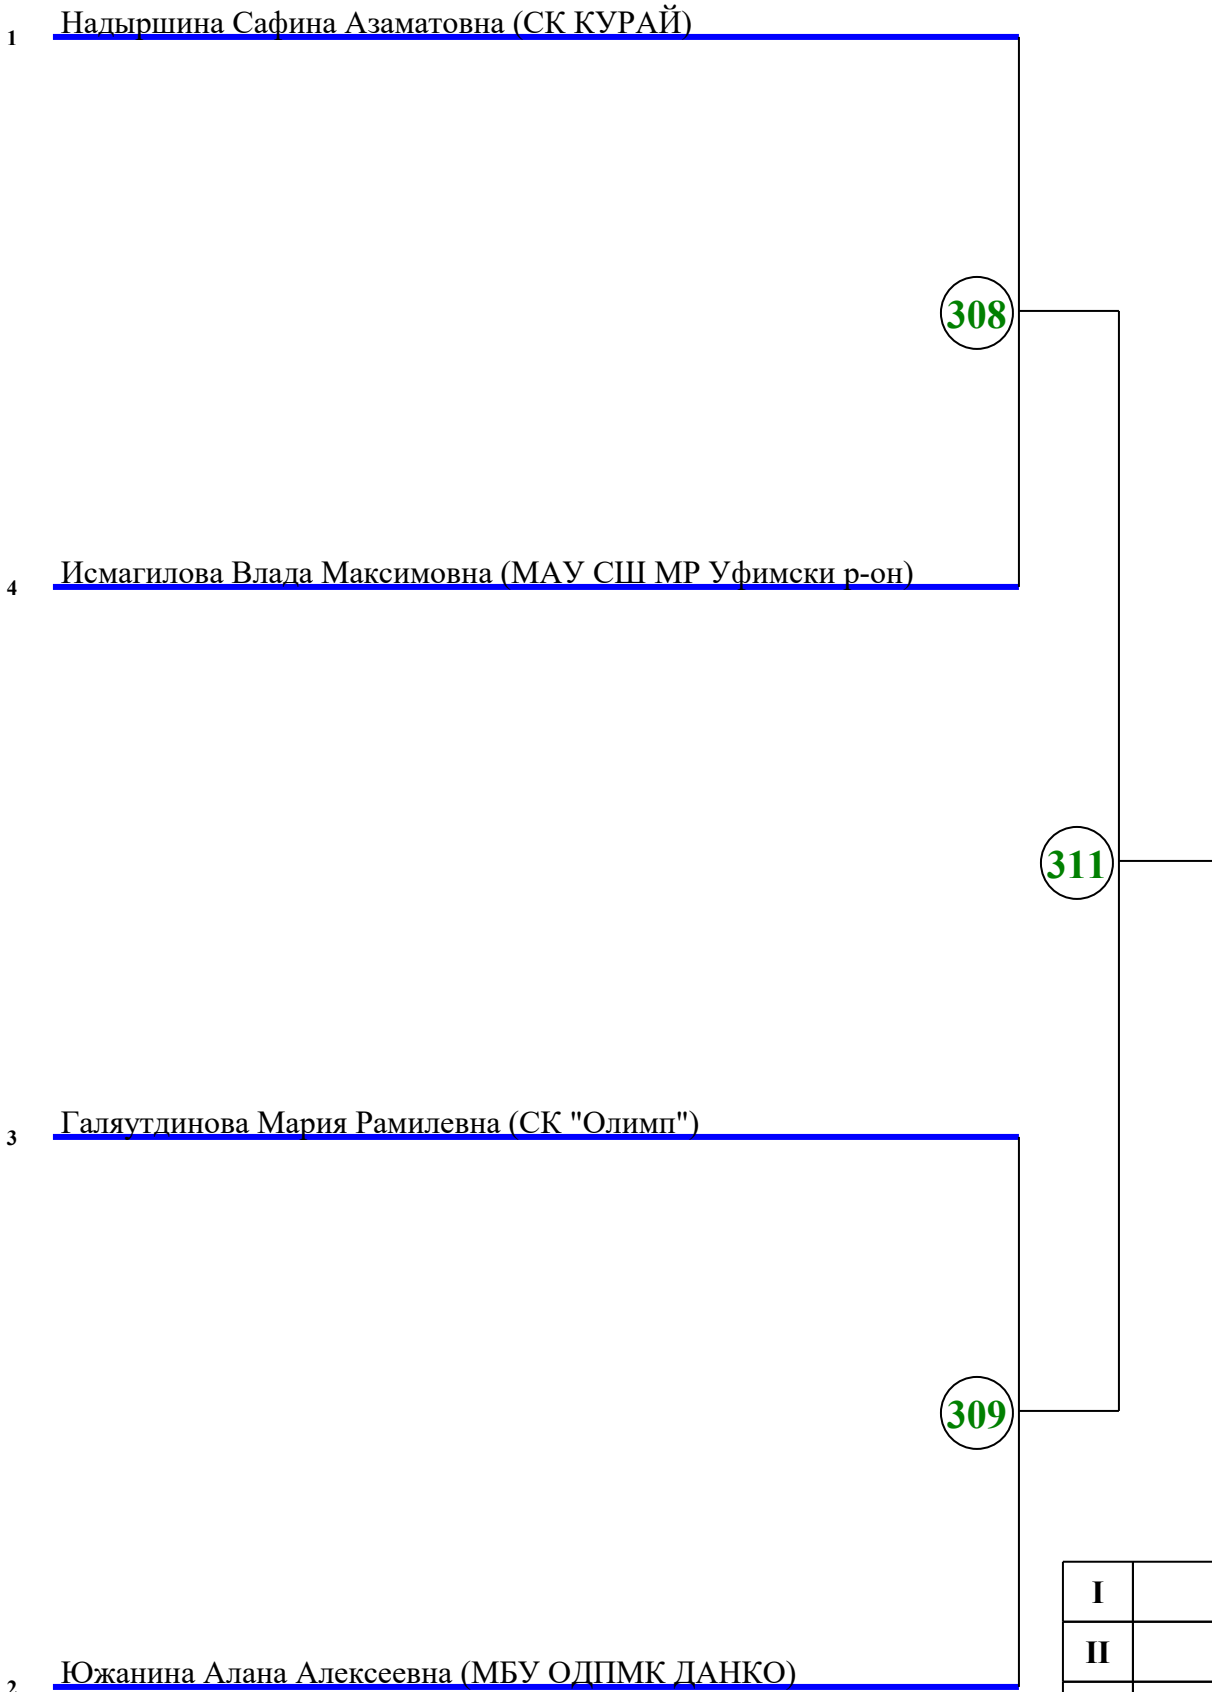 1 Надыршина Сафина Азаматовна (СК КУРАЙ)
308
4 Исмагилова Влада Максимовна (МАУ СШ МР Уфимски р-он)
311
3 Галяутдинова Мария Рамилевна (СК "Олимп")
309
I
II
2 Южанина Алана Алексеевна (МБУ ОДПМК ДАНКО)